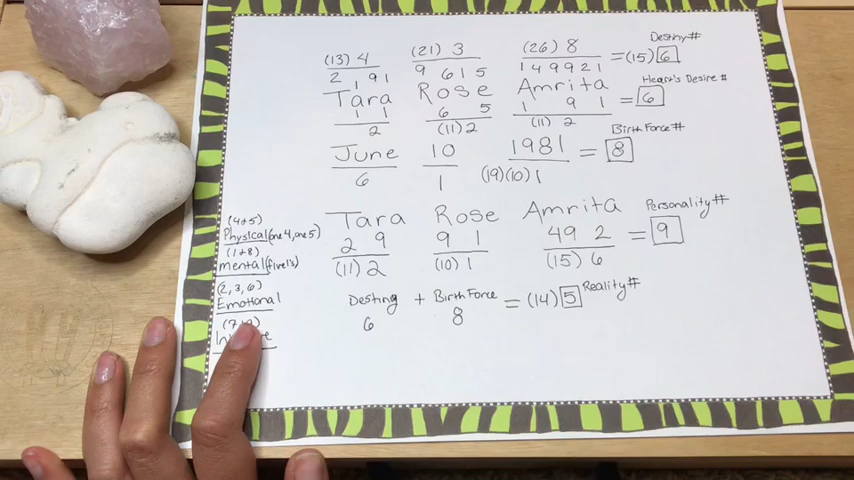 (13) 4 (21) 3 (26) 8 Destiny#
2 1 9 1 9 6 1 5 1 4 9 9 2 1 = (15) 6
Tara Rose Amrita Heart's Desire #
1 1 6 5 1 9 1 = 6
2 (11) 2 (11) 2
Birth Force #
June 10 1981 = 8
6 1 (19)(10) 1
Personality #
Tara Rose Amrita
2 9 9 1 4 9 2 = 9
(11) 2 (10) 1 (15) 6
(4+5)
Physical (one 4, one 5)
(1+8)
mental (five 1's)
(2, 3, 6)
Emotional
Destiny + Birth Force = (14) 5 Reality #
6 8